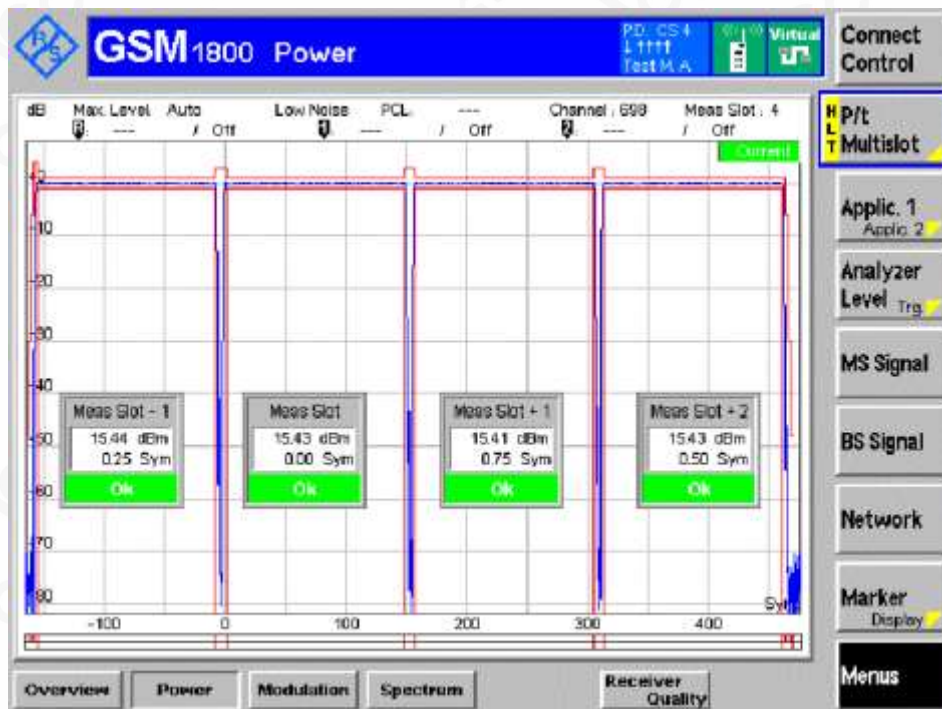 R S
GSM 1800 Power
P.D. CS 4
Test M. A.
Virtual
Connect Control
dB Max. Level Auto Low Noise PCL: --- Channel : 698 Meas Slot : 4
--- / Off 1 --- / Off 2 --- / Off
Current
HLT P/t Multislot
Applic. 1
Applic. 2
Analyzer Level Trg.
MS Signal
BS Signal
Network
Marker
Display
Menus
-10
-20
-30
-40
-50
-60
-70
-80
Meas Slot - 1
15.44 dBm
0.25 Sym
Ok
Meas Slot
15.43 dBm
0.00 Sym
Ok
Meas Slot + 1
15.41 dBm
0.75 Sym
Ok
Meas Slot + 2
15.43 dBm
0.50 Sym
Ok
-100 0 100 200 300 400
Overview Power Modulation Spectrum Receiver Quality